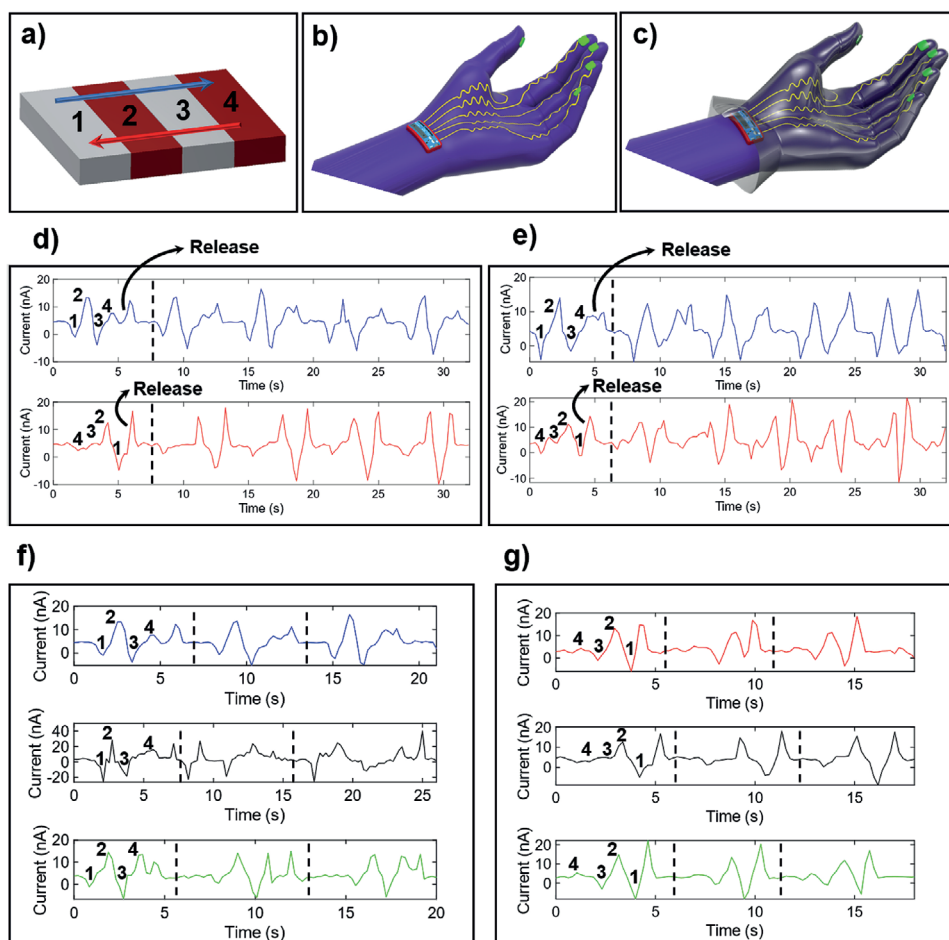 a)
1 2 3 4
b)
c)
d)
Release
Current (nA)
20
10
0
-10
1 2 3 4
0 5 10 15 20 25 30
Time (s)
Release
Current (nA)
20
10
0
-10
4 3 2 1
0 5 10 15 20 25 30
Time (s)
e)
Release
Current (nA)
20
10
0
1 2 3 4
0 5 10 15 20 25 30
Time (s)
Release
Current (nA)
20
10
0
-10
4 3 2 1
0 5 10 15 20 25 30
Time (s)
f)
Current (nA)
20
10
0
1 2 3 4
0 5 10 15 20
Time (s)
Current (nA)
40
20
0
-20
1 2 3 4
0 5 10 15 20 25
Time (s)
Current (nA)
20
10
0
1 2 3 4
0 5 10 15 20
Time (s)
g)
Current (nA)
20
10
0
4 3 2 1
0 5 10 15
Time (s)
Current (nA)
20
10
0
4 3 2 1
0 5 10 15
Time (s)
Current (nA)
20
10
0
4 3 2 1
0 5 10 15
Time (s)